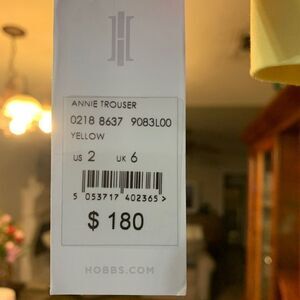 ANNIE TROUSER
0218 8637 9083L00
YELLOW
US 2 UK 6
5 053717 402365 >
$ 180
HOBBS.COM